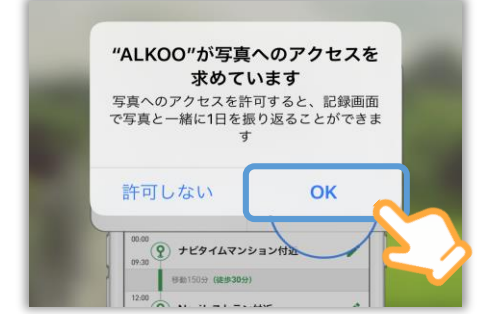 “ALKOO”が写真へのアクセスを
求めています
写真へのアクセスを許可すると、記録画面
で写真と一緒に1日を振り返ることができま
す
許可しない OK
00:00
ナビタイムマンション付近
09:30
移動150分 (徒歩30分)
12:00